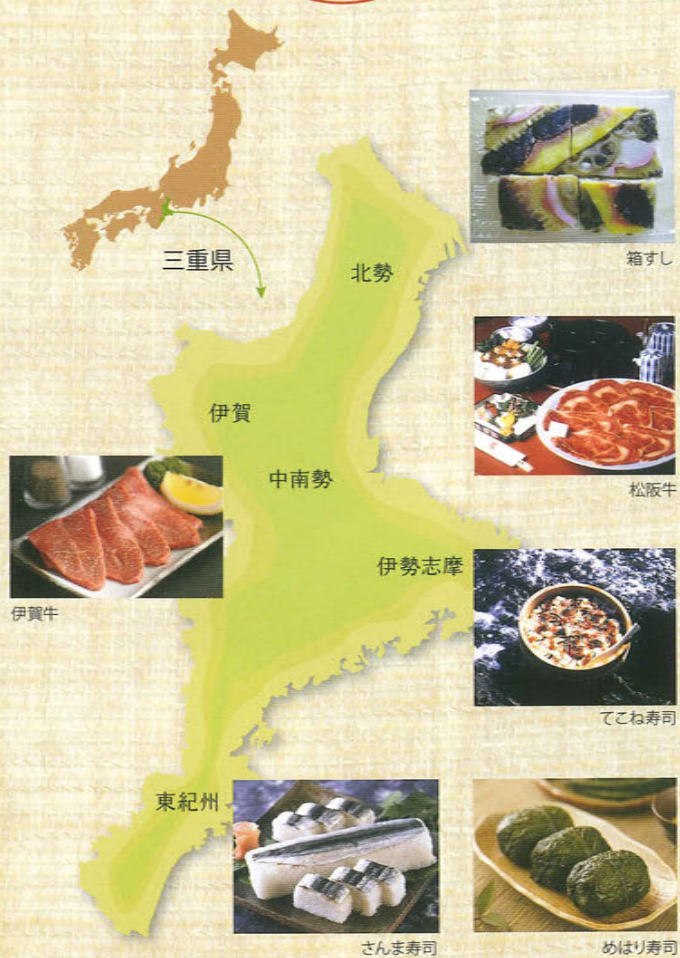 三重県
北勢
箱すし
伊賀
松阪牛
中南勢
伊勢志摩
伊賀牛
てこね寿司
東紀州
さんま寿司
めはり寿司